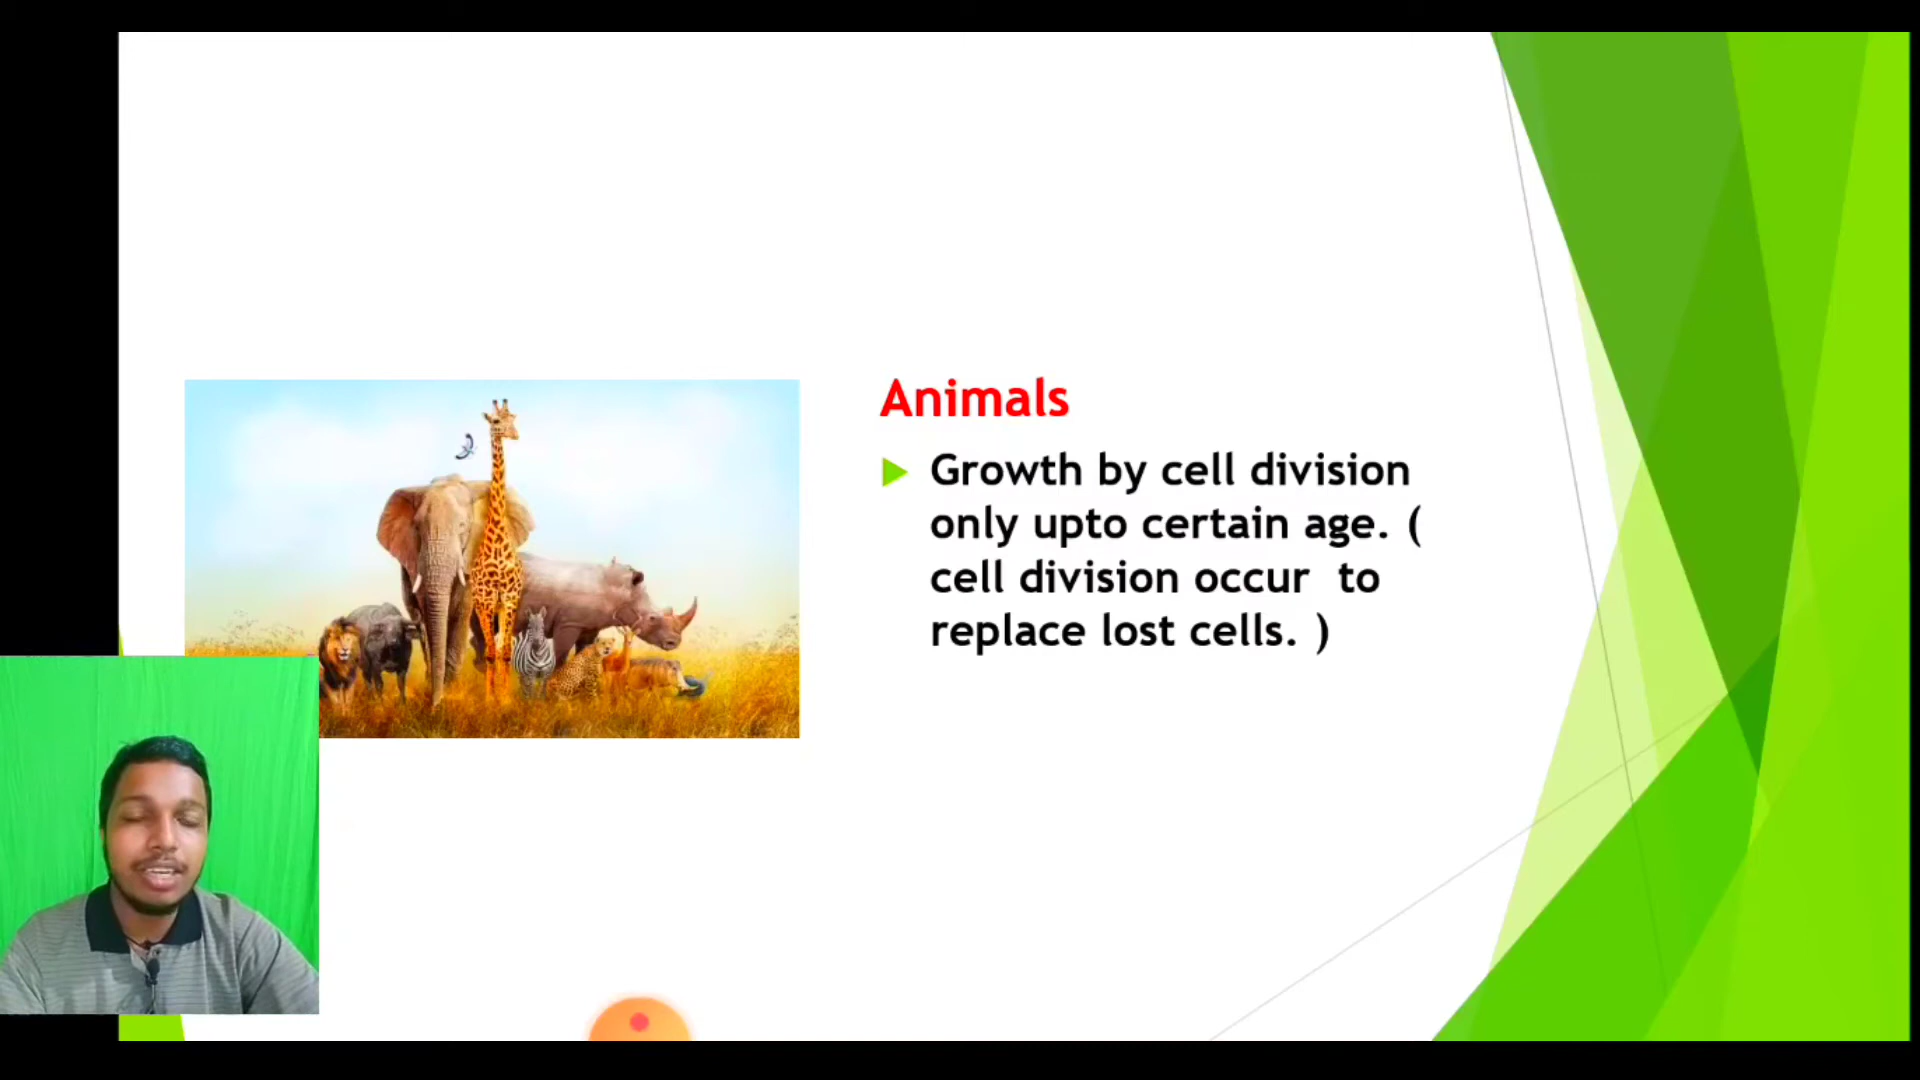 Animals
Growth by cell division
only upto certain age. (
cell division occur  to
replace lost cells. )